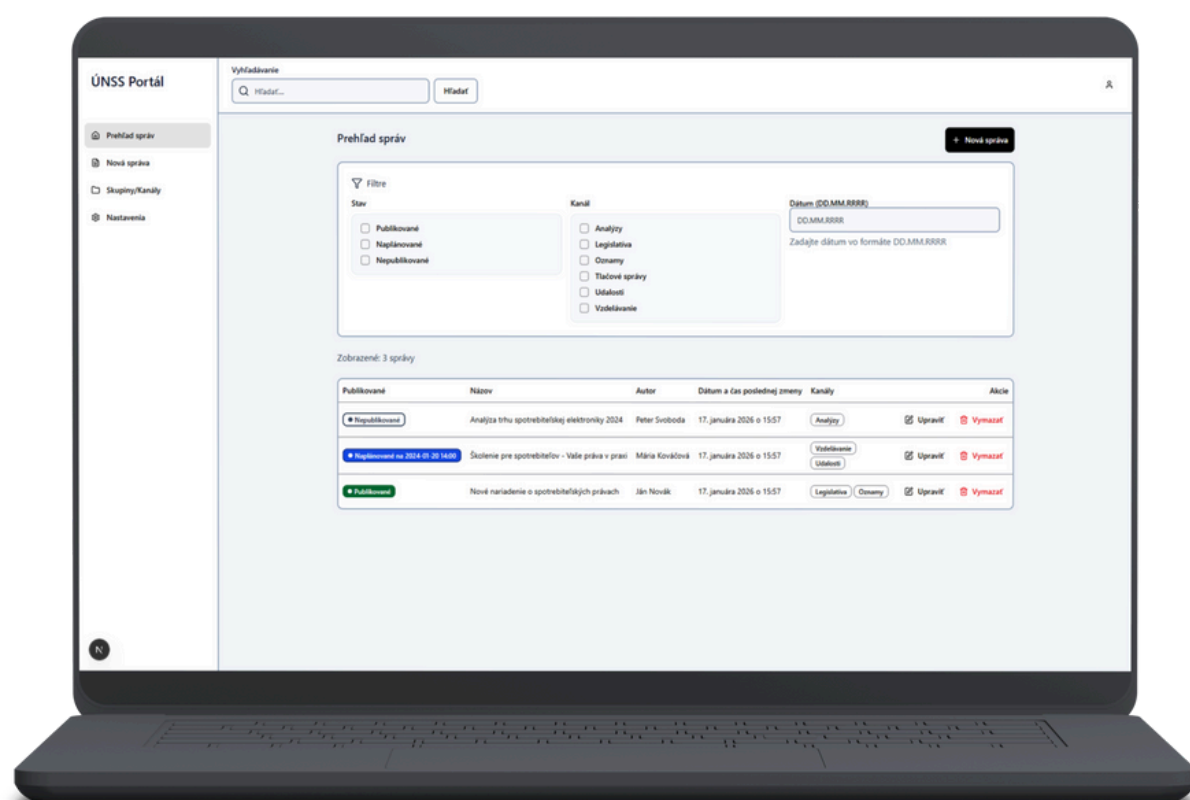 ÚNSS Portál
Vyhľadávanie
Hľadať...
Hľadať
Prehľad správ
Nová správa
Skupiny/Kanály
Nastavenia
Prehľad správ
+ Nová správa
Filtre
Stav
Publikované
Naplánované
Nepublikované
Kanál
Analýzy
Legislatíva
Oznamy
Tlačové správy
Udalosti
Vzdelávanie
Dátum (DD.MM.RRRR)
DD.MM.RRRR
Zadajte dátum vo formáte DD.MM.RRRR
Zobrazené: 3 správy
Publikované Názov Autor Dátum a čas poslednej zmeny Kanály Akcie
Nepublikované Analýza trhu spotrebiteľskej elektroniky 2024 Peter Svoboda 17. januára 2026 o 15:57 Analýzy Upraviť Vymazať
Naplánované na 2024-01-20 14:00 Školenie pre spotrebiteľov - Vaše práva v praxi Mária Kováčová 17. januára 2026 o 15:57 Vzdelávanie Udalosti Upraviť Vymazať
Publikované Nové nariadenie o spotrebiteľských právach Ján Novák 17. januára 2026 o 15:57 Legislatíva Oznamy Upraviť Vymazať
N